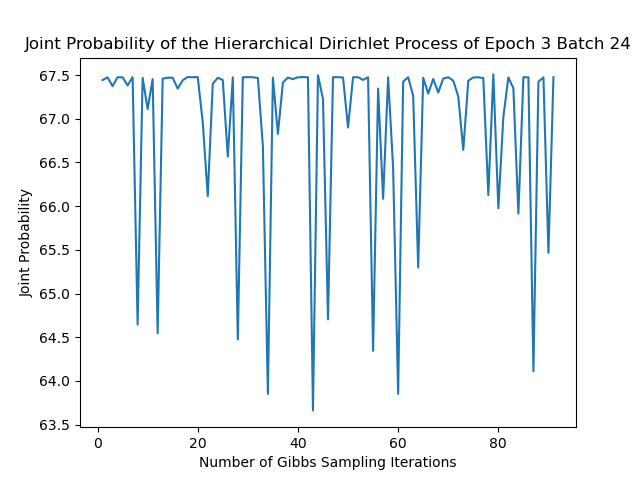 Joint Probability of the Hierarchical Dirichlet Process of Epoch 3 Batch 24
67.5
67.0
66.5
66.0
65.5
65.0
64.5
64.0
63.5
Joint Probability
0 20 40 60 80
Number of Gibbs Sampling Iterations